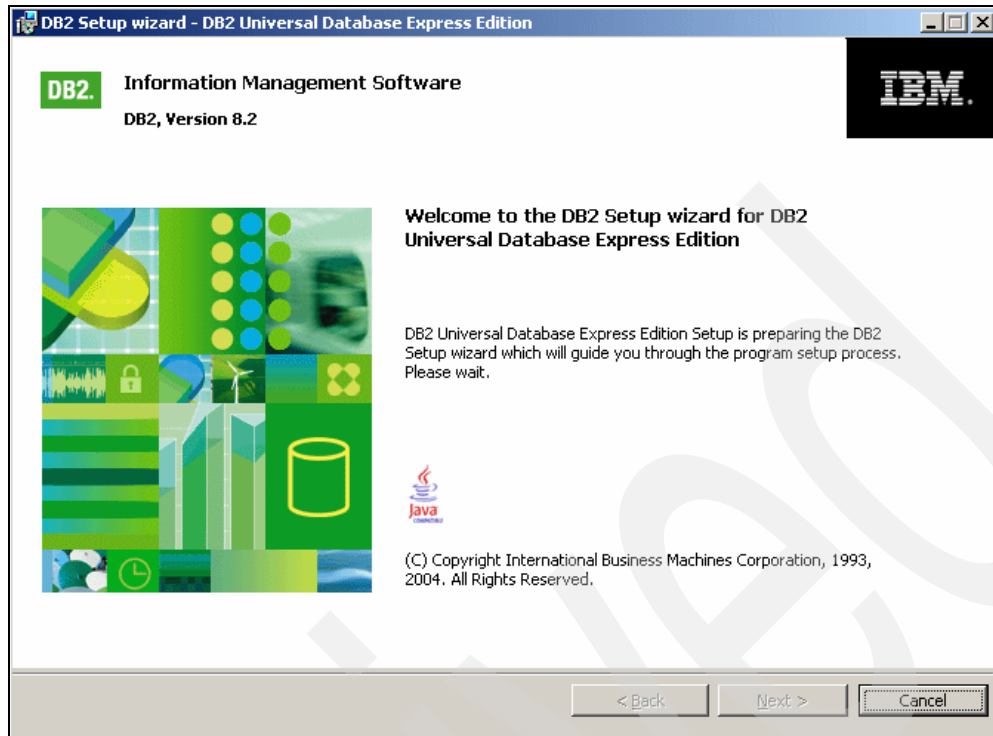 DB2 Setup wizard - DB2 Universal Database Express Edition
DB2.
Information Management Software
DB2, Version 8.2
IBM.
Welcome to the DB2 Setup wizard for DB2
Universal Database Express Edition
DB2 Universal Database Express Edition Setup is preparing the DB2
Setup wizard which will guide you through the program setup process.
Please wait.
Java
COMPATIBLE
(C) Copyright International Business Machines Corporation, 1993,
2004. All Rights Reserved.
< Back
Next >
Cancel